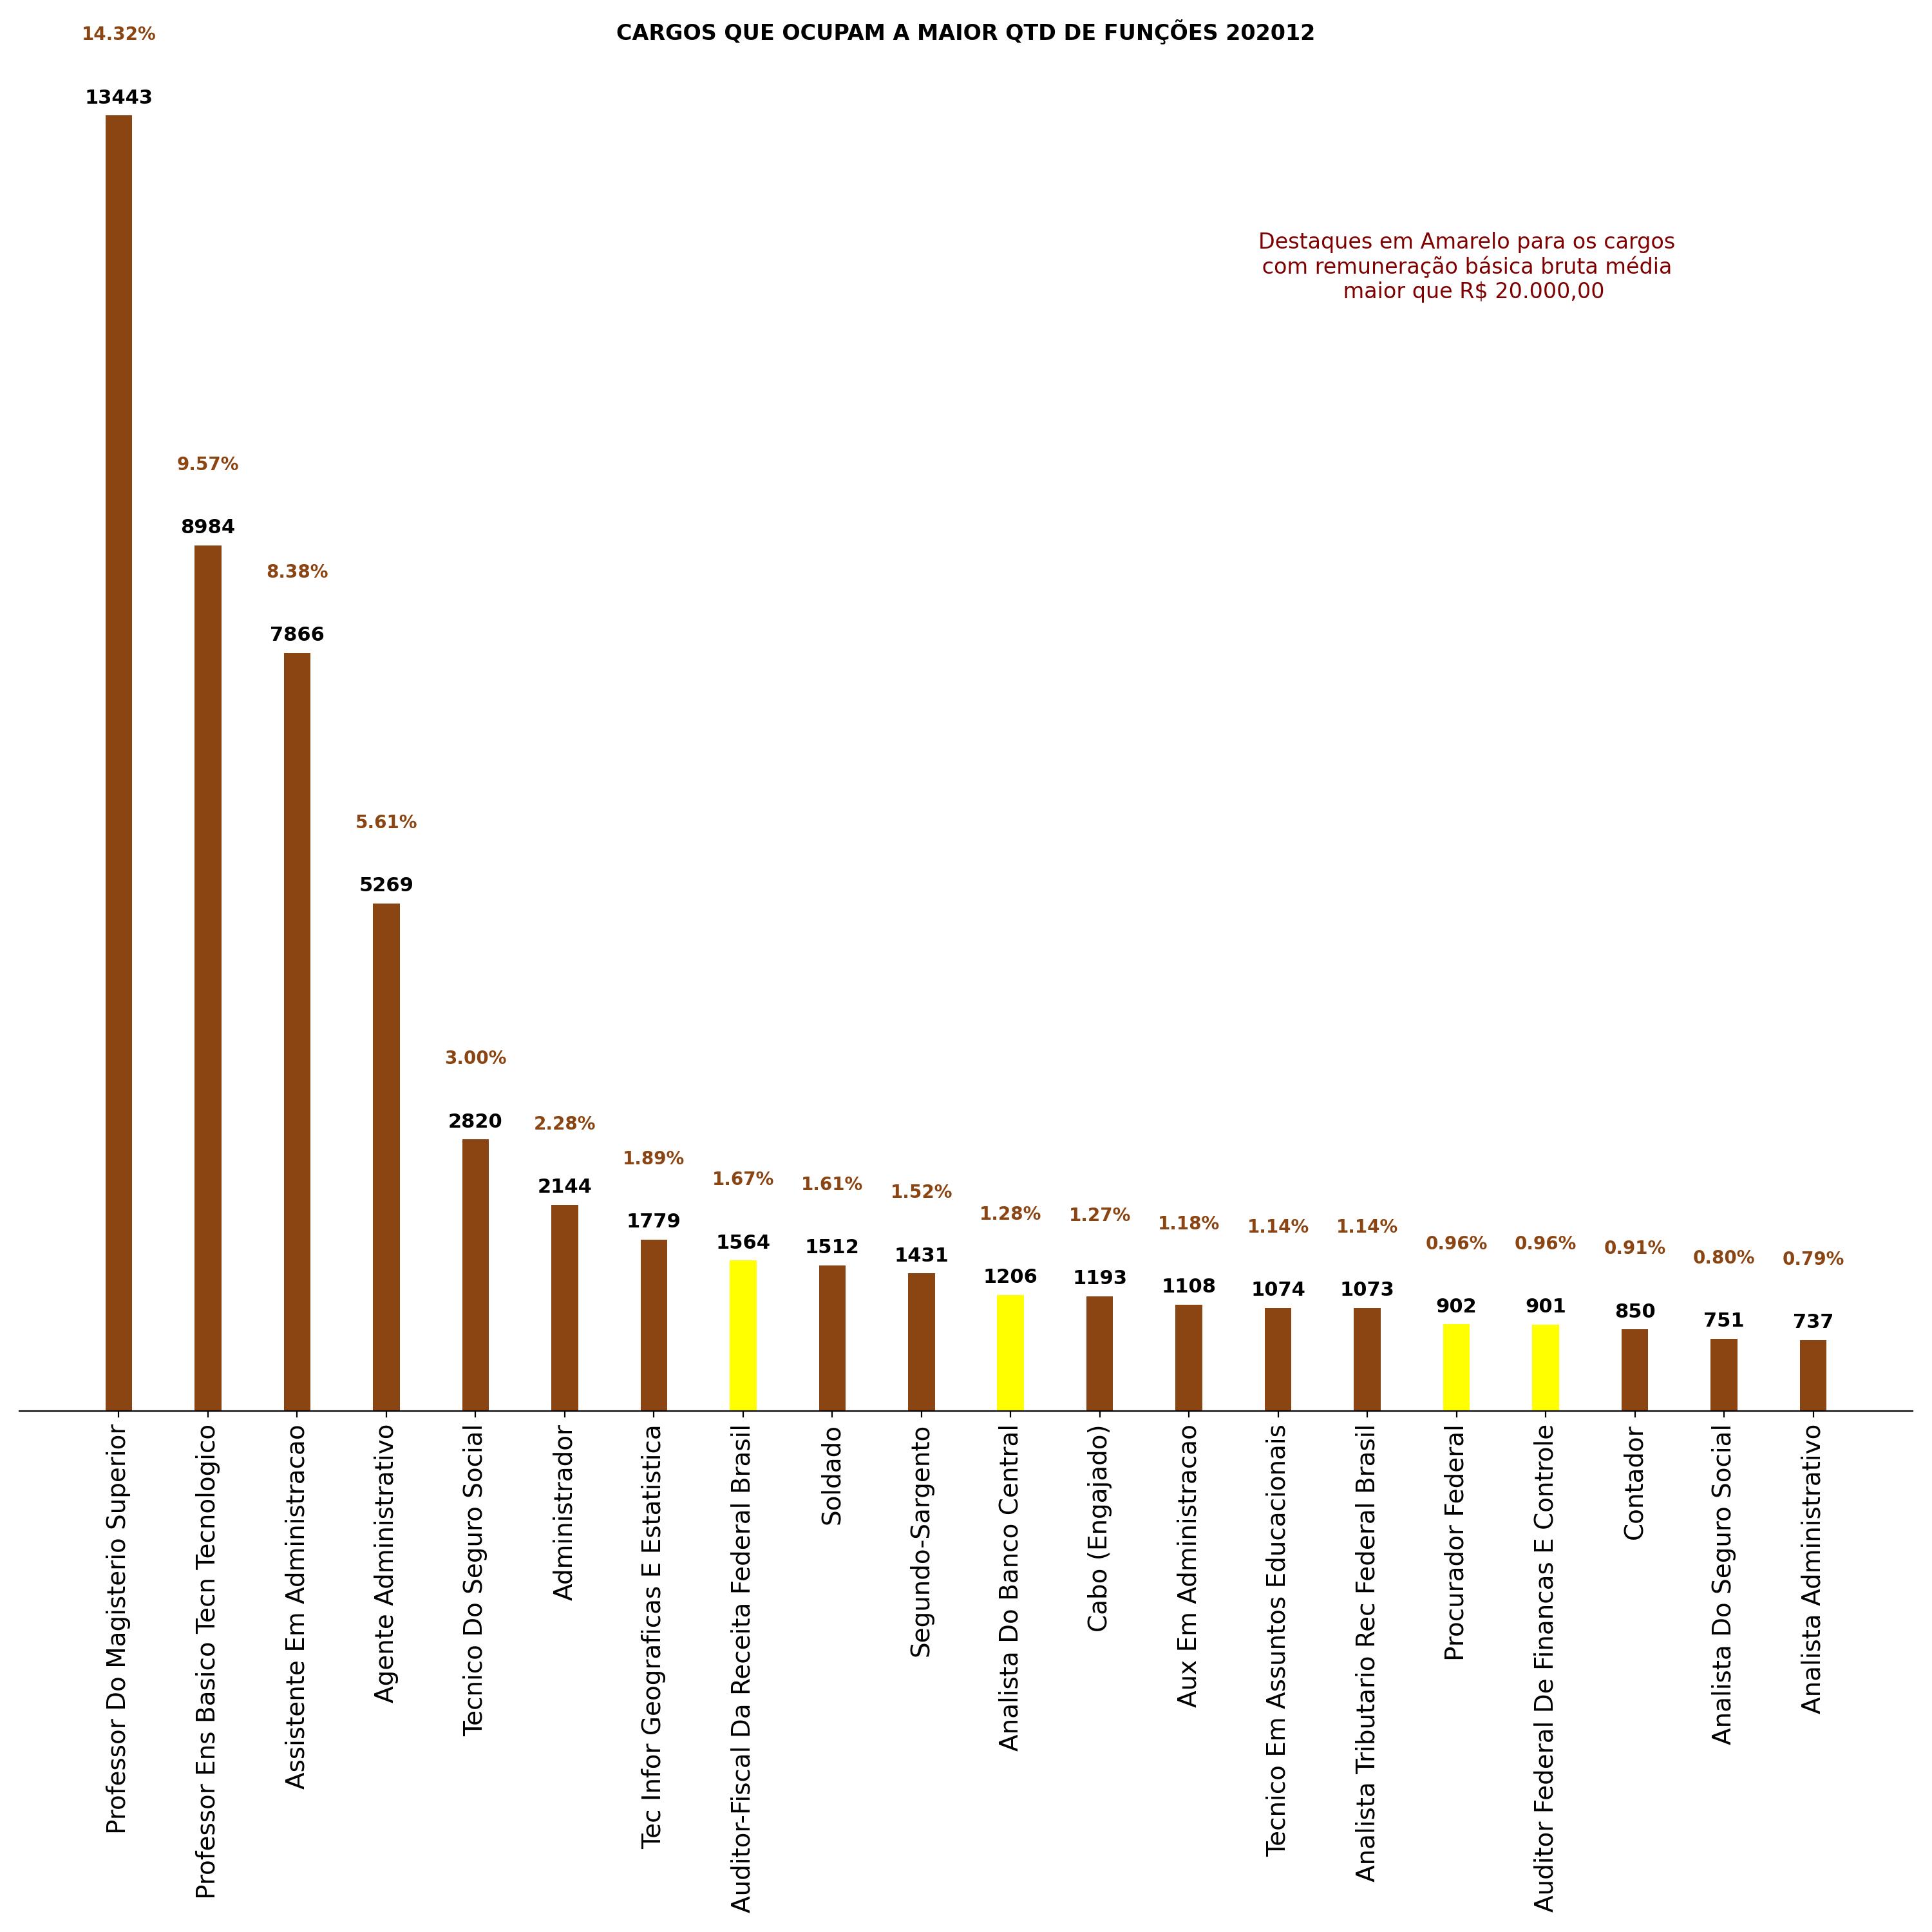 CARGOS QUE OCUPAM A MAIOR QTD DE FUNÇÕES 202012
Destaques em Amarelo para os cargos
com remuneração básica bruta média
maior que R$ 20.000,00
14.32%
13443
9.57%
8984
8.38%
7866
5.61%
5269
3.00%
2820
2.28%
2144
1.89%
1779
1.67%
1564
1.61%
1512
1.52%
1431
1.28%
1206
1.27%
1193
1.18%
1108
1.14%
1074
1.14%
1073
0.96%
902
0.96%
901
0.91%
850
0.80%
751
0.79%
737
Professor Do Magisterio Superior
Professor Ens Basico Tecn Tecnologico
Assistente Em Administracao
Agente Administrativo
Tecnico Do Seguro Social
Administrador
Tec Infor Geograficas E Estatistica
Auditor-Fiscal Da Receita Federal Brasil
Soldado
Segundo-Sargento
Analista Do Banco Central
Cabo (Engajado)
Aux Em Administracao
Tecnico Em Assuntos Educacionais
Analista Tributario Rec Federal Brasil
Procurador Federal
Auditor Federal De Financas E Controle
Contador
Analista Do Seguro Social
Analista Administrativo